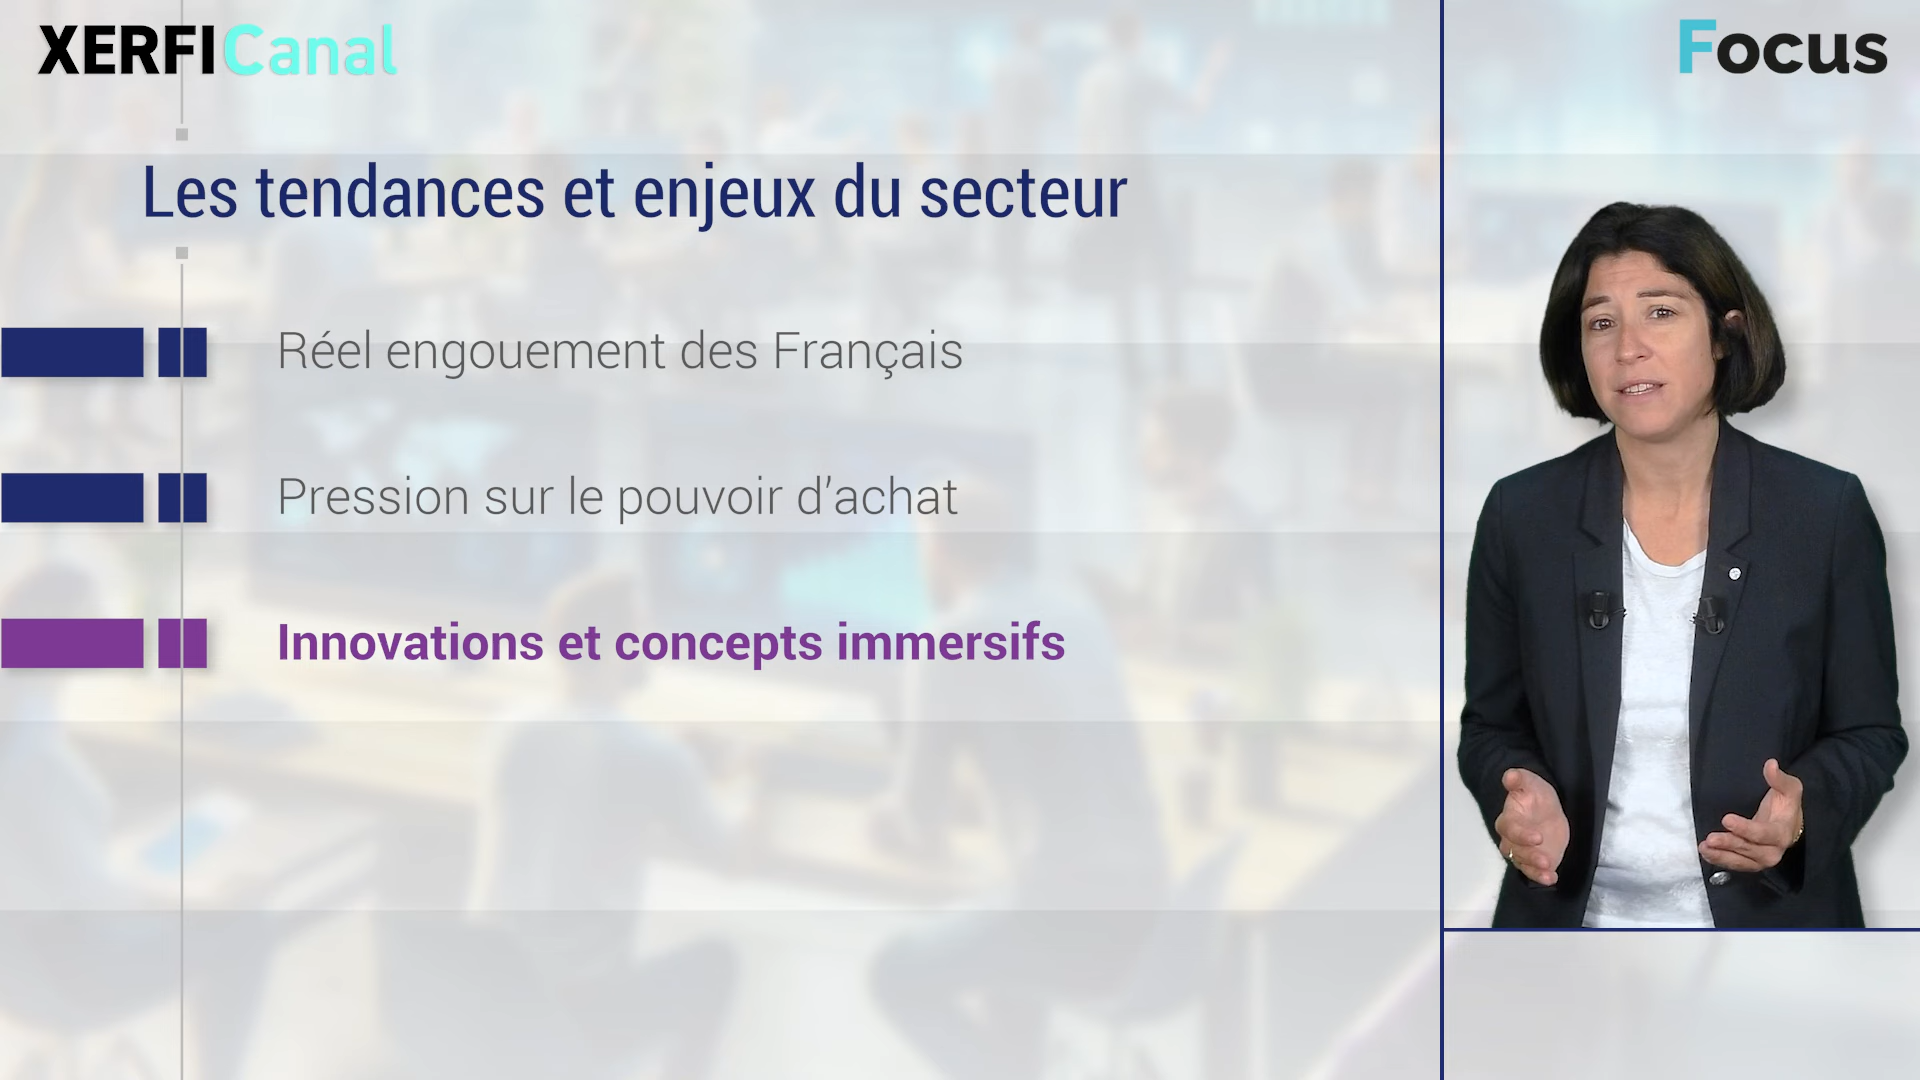 XERFI Canal
Focus
Les tendances et enjeux du secteur
Réel engouement des Français
Pression sur le pouvoir d'achat
Innovations et concepts immersifs